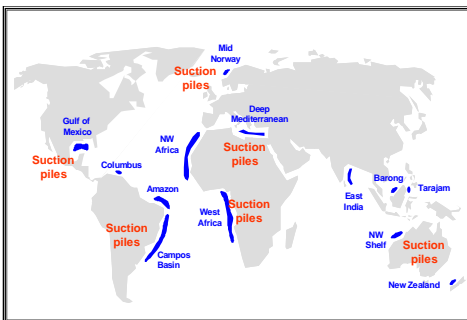 Mid
Norway
Suction
piles
Deep
Mediterranean
Gulf of
Mexico
NW
Africa
Suction
piles
Suction
piles
Columbus
Barong
Tarajam
Amazon
East
India
West
Africa
Suction
piles
Suction
piles
NW
Shelf
Suction
piles
Campos
Basin
New Zealand